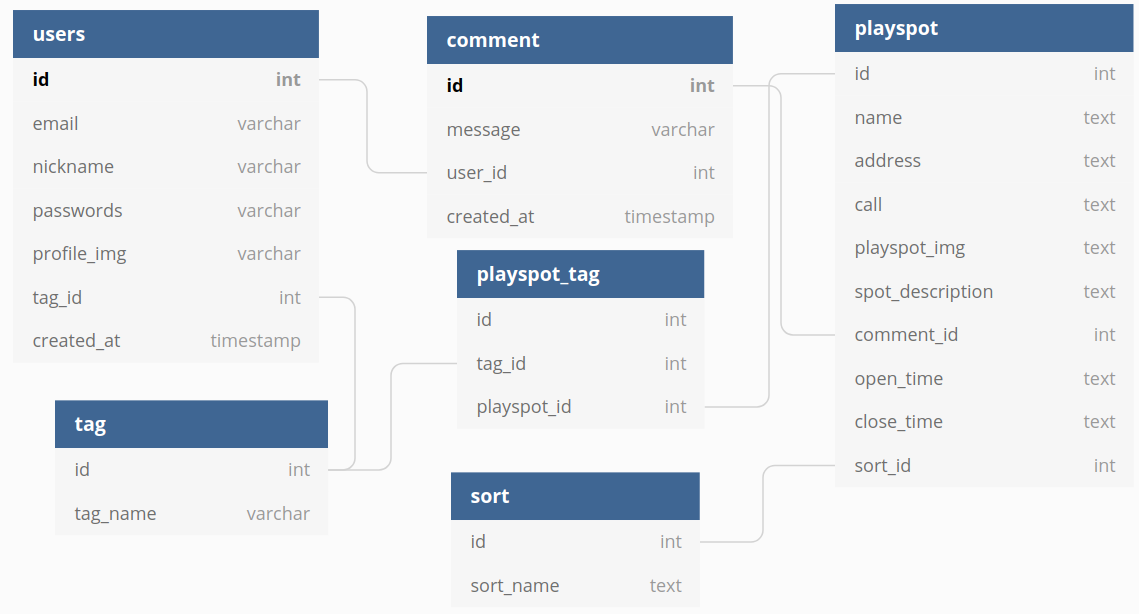 users
id int
email varchar
nickname varchar
passwords varchar
profile_img varchar
tag_id int
created_at timestamp
comment
id int
message varchar
user_id int
created_at timestamp
playspot
id int
name text
address text
call text
playspot_img text
spot_description text
comment_id int
open_time text
close_time text
sort_id int
playspot_tag
id int
tag_id int
playspot_id int
tag
id int
tag_name varchar
sort
id int
sort_name text